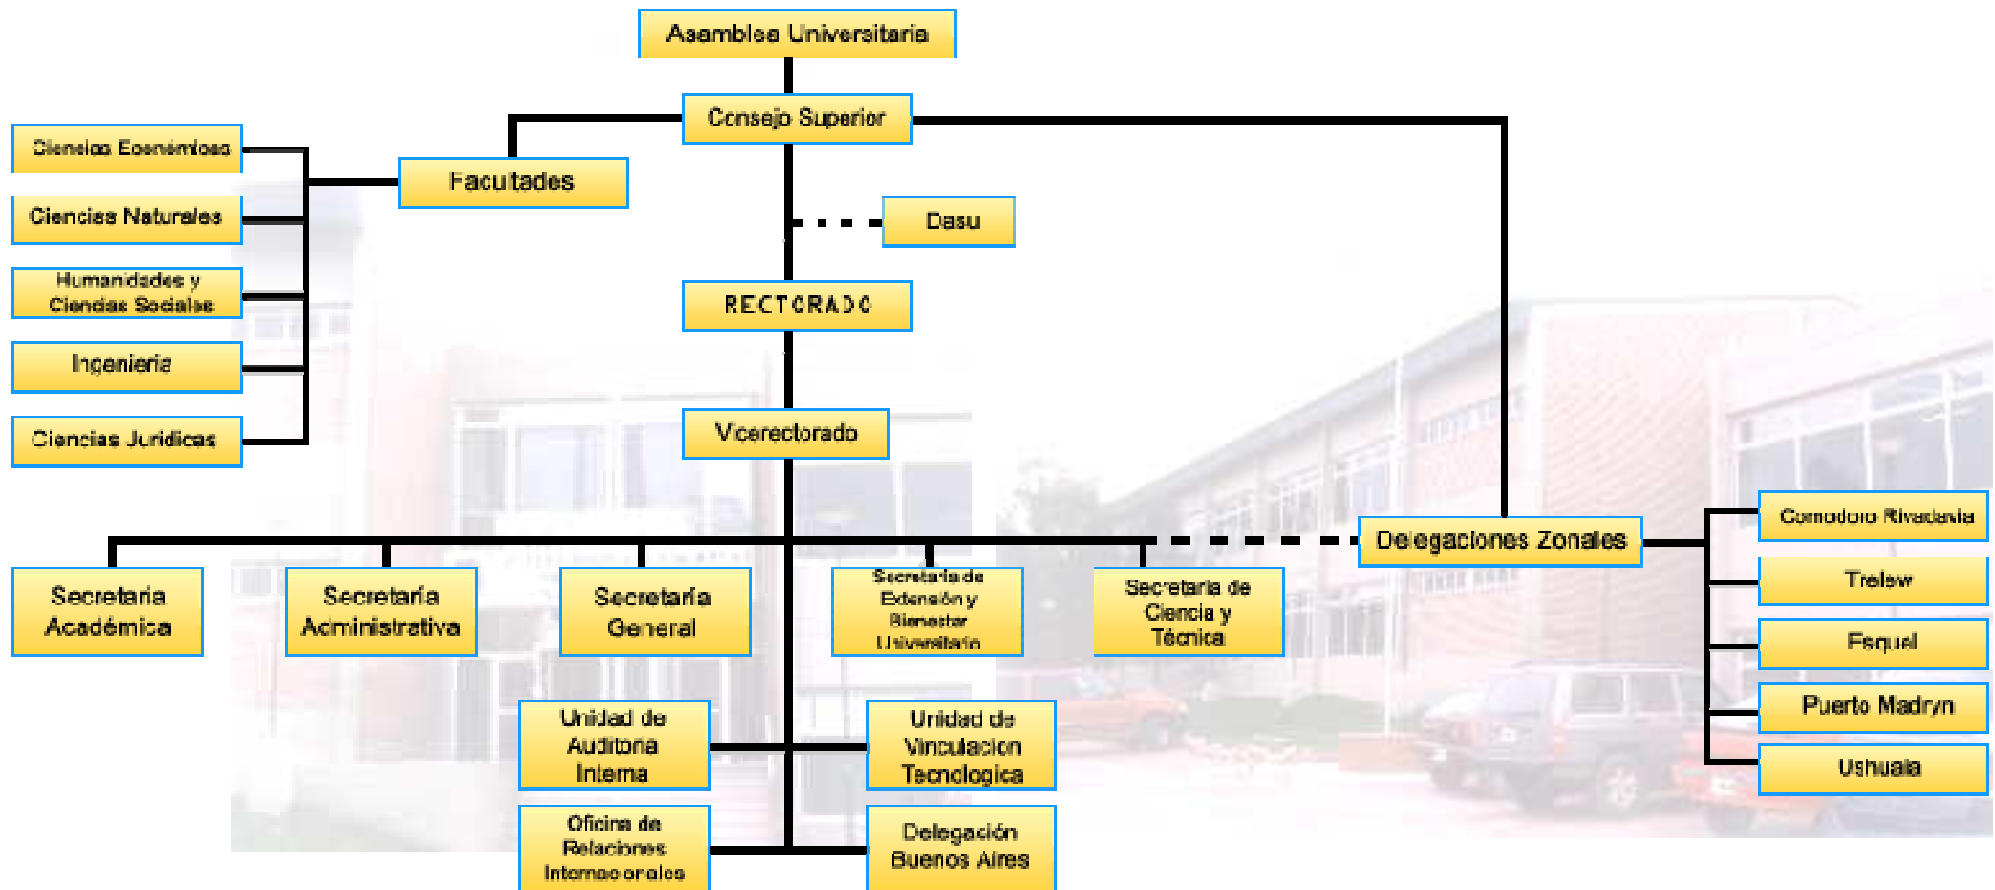 Asamblea Universitaria
Consejo Superior
Facultades
Ciencias Económicas
Ciencias Naturales
Humanidades y
Ciencias Sociales
Ingeniería
Ciencias Jurídicas
Dasu
RECTORADO
Vicerectorado
Delegaciones Zonales
Comodoro Rivadavia
Trelew
Esquel
Puerto Madryn
Ushuaia
Secretaría
Académica
Secretaría
Administrativa
Secretaría
General
Secretaria de
Extensión y
Bienestar
Universitario
Secretaria de
Ciencia y
Técnica
Unidad de
Auditoria
Interna
Unidad de
Vinculacion
Tecnologica
Oficina de
Relaciones
Internacionales
Delegación
Buenos Aires